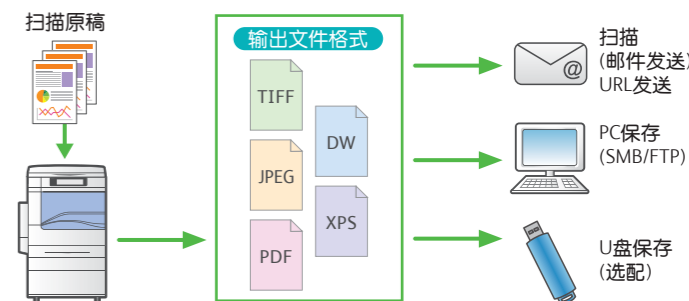 扫描原稿
输出文件格式
TIFF
DW
JPEG
XPS
PDF
@
扫描
(邮件发送)
URL发送
PC保存
(SMB/FTP)
U盘保存
(选配)